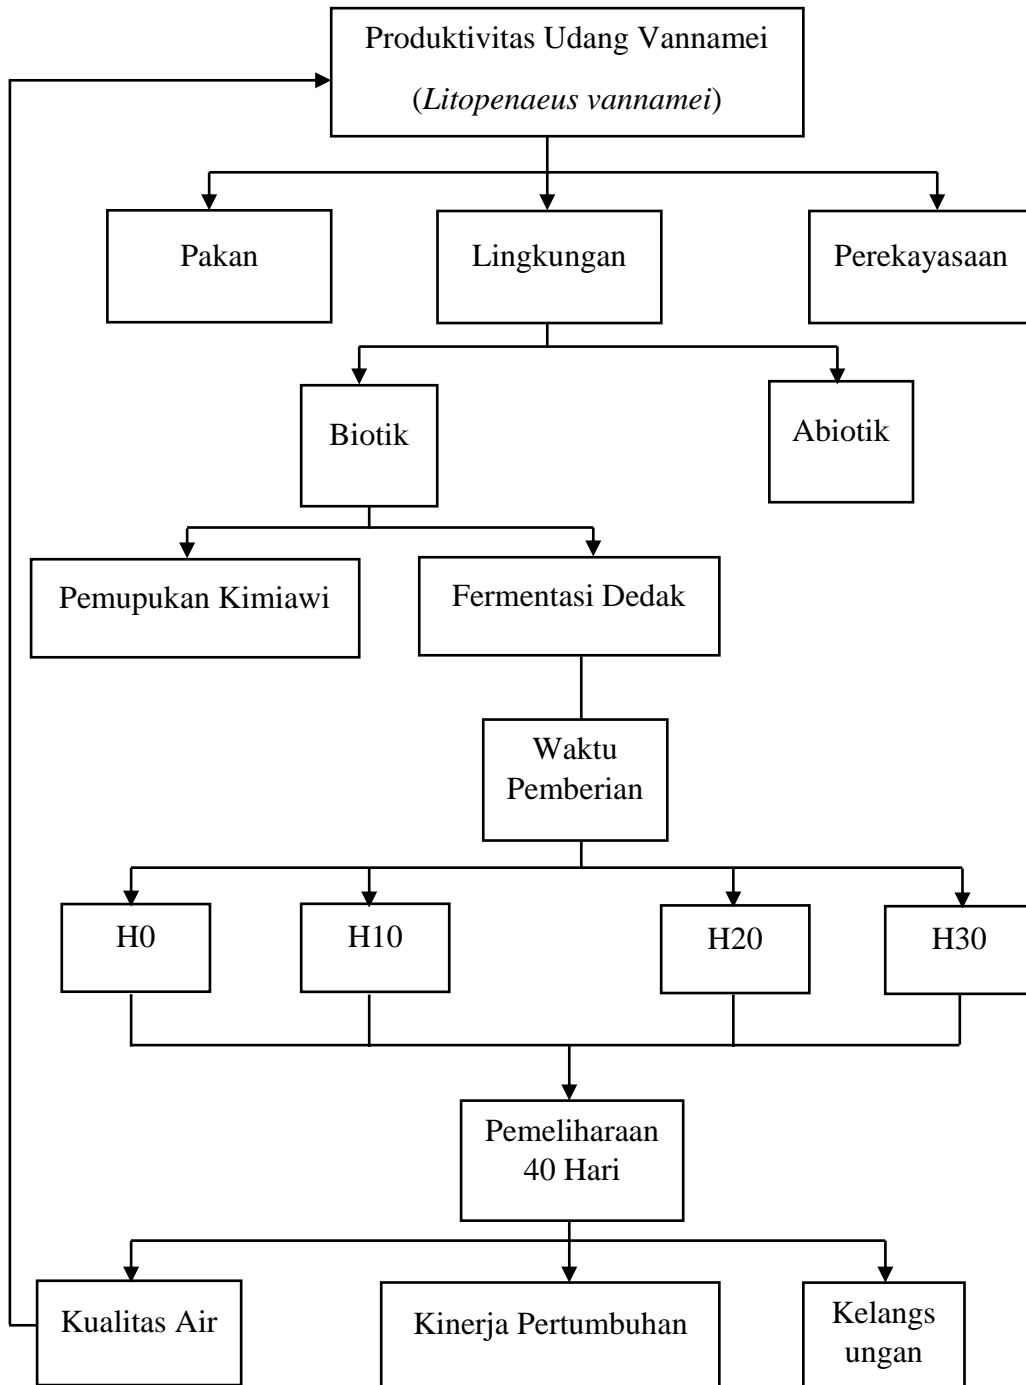 Produktivitas Udang Vannamei
(Litopenaeus vannamei)
Pakan
Lingkungan
Perekayasaan
Biotik
Abiotik
Pemupukan Kimiawi
Fermentasi Dedak
Waktu
Pemberian
H0
H10
H20
H30
Pemeliharaan
40 Hari
Kualitas Air
Kinerja Pertumbuhan
Kelangs
ungan